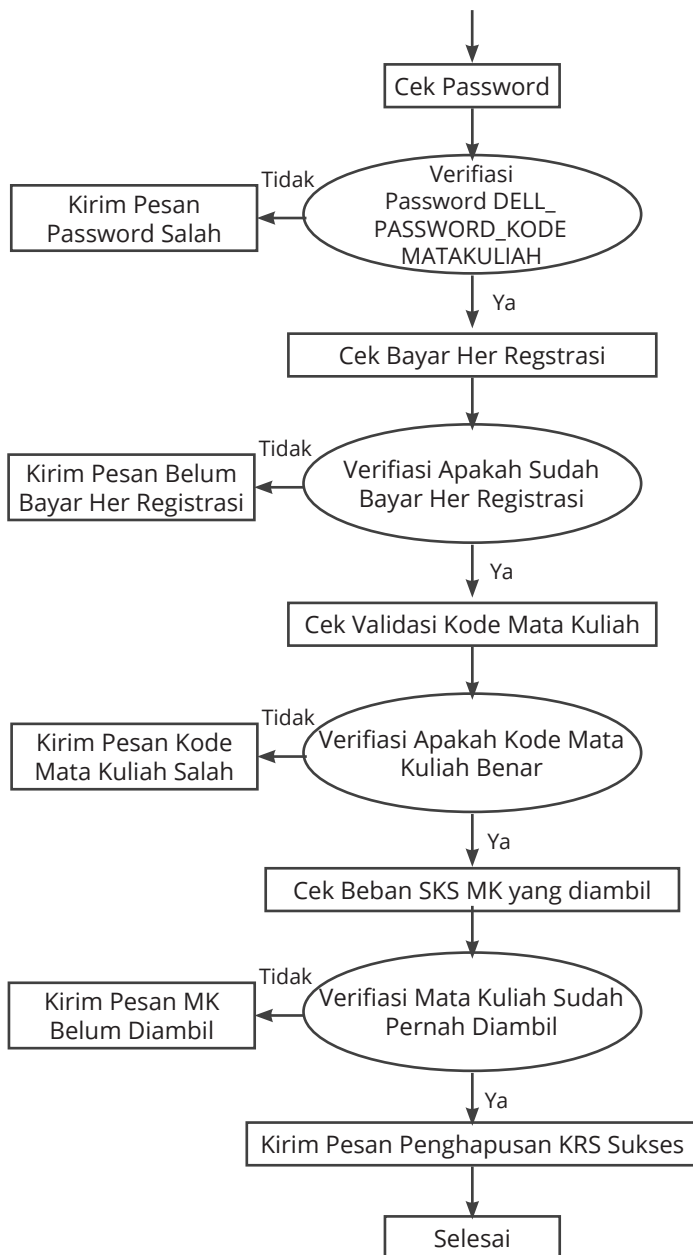 Cek Password
Verifiasi
Password DELL_
PASSWORD_KODE
MATAKULIAH
Tidak
Kirim Pesan
Password Salah
Ya
Cek Bayar Her Regstrasi
Verifiasi Apakah Sudah
Bayar Her Registrasi
Tidak
Kirim Pesan Belum
Bayar Her Registrasi
Ya
Cek Validasi Kode Mata Kuliah
Verifiasi Apakah Kode Mata
Kuliah Benar
Tidak
Kirim Pesan Kode
Mata Kuliah Salah
Ya
Cek Beban SKS MK yang diambil
Verifiasi Mata Kuliah Sudah
Pernah Diambil
Tidak
Kirim Pesan MK
Belum Diambil
Ya
Kirim Pesan Penghapusan KRS Sukses
Selesai